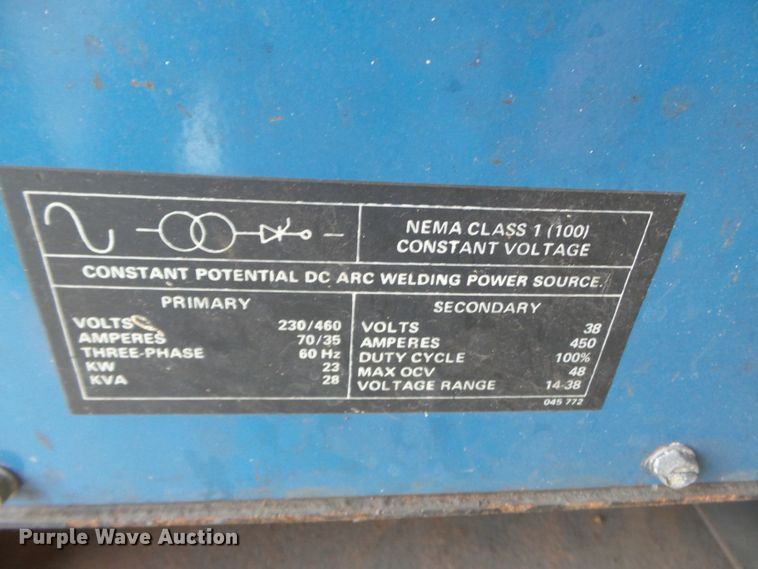 NEMA CLASS 1 (100)
CONSTANT VOLTAGE
CONSTANT POTENTIAL DC ARC WELDING POWER SOURCE.
PRIMARY
VOLTS 230/460
AMPERES 70/35
THREE-PHASE 60 Hz
KW 23
KVA 28
SECONDARY
VOLTS 38
AMPERES 450
DUTY CYCLE 100%
MAX OCV 48
VOLTAGE RANGE 14-38
045 772
Purple Wave Auction